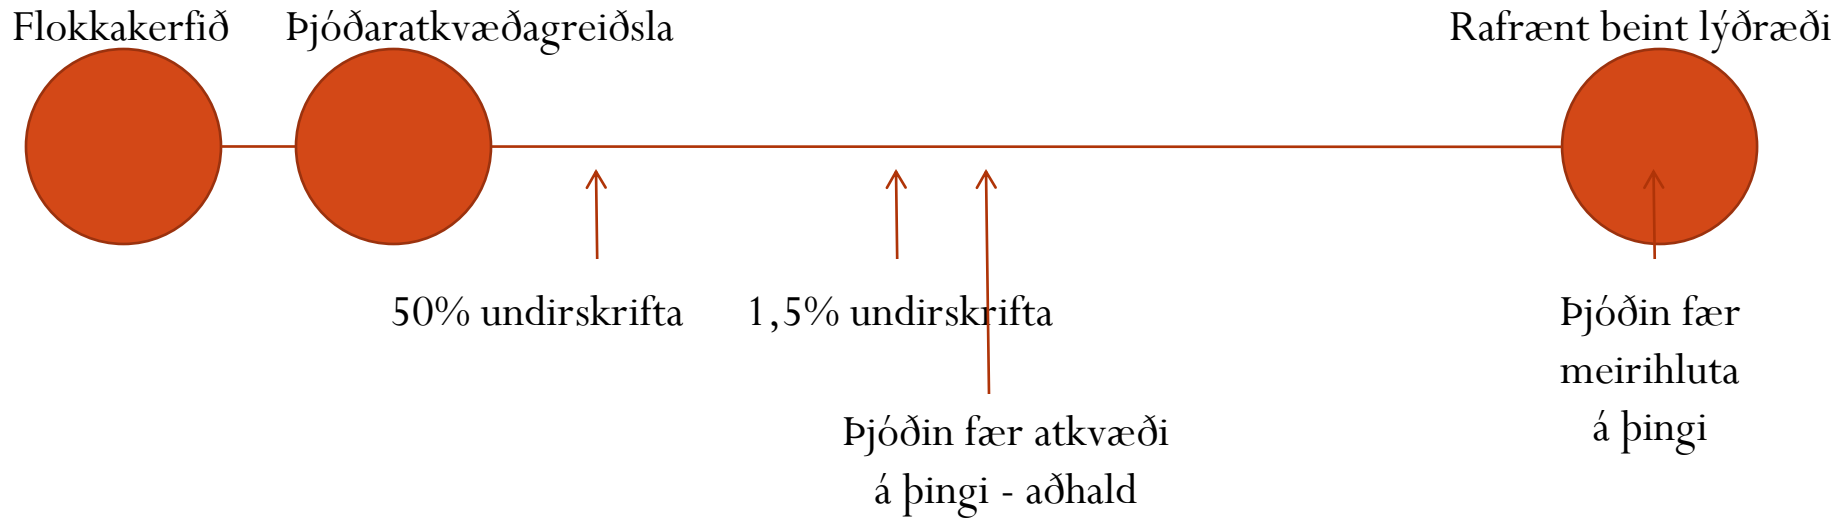 Flokkakerfið
Þjóðaratkvæðagreiðsla
Rafrænt beint lýðræði
50% undirskrifta
1,5% undirskrifta
Þjóðin fær atkvæði
á þingi - aðhald
Þjóðin fær
meirihluta
á þingi